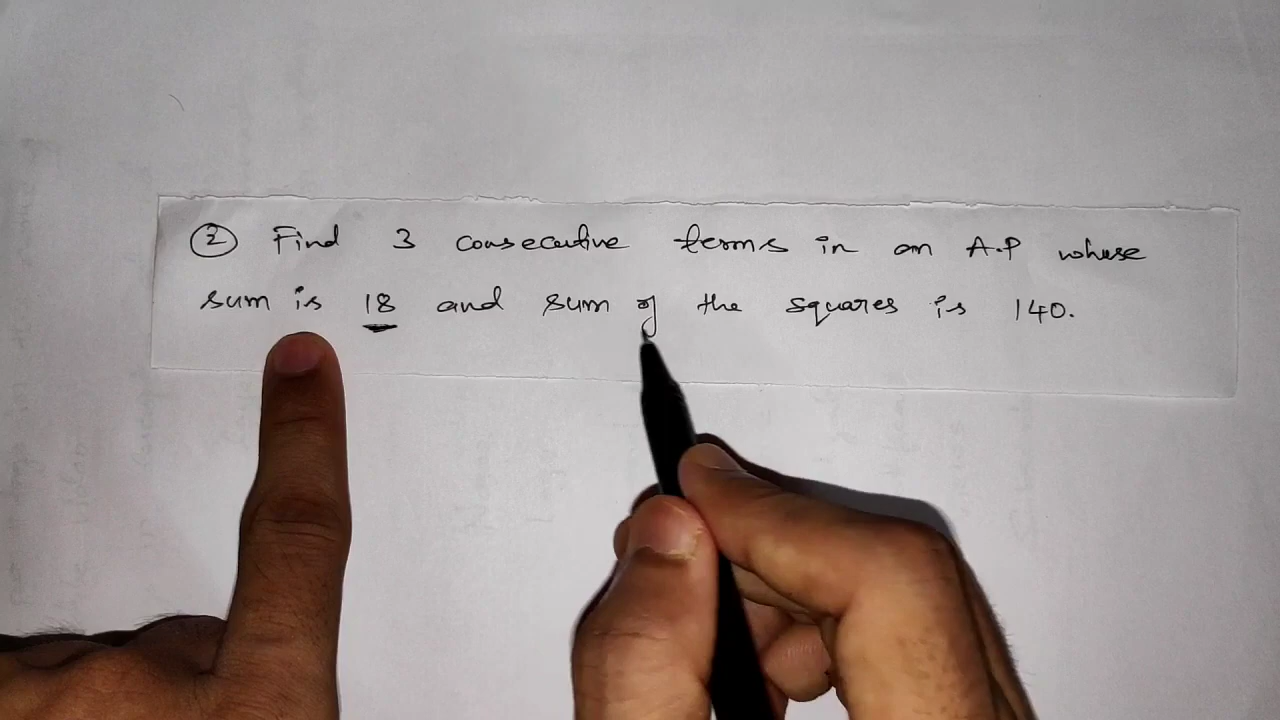 ② Find 3 consecutive terms in an A.P whose
sum is 18 and sum of the squares is 140.